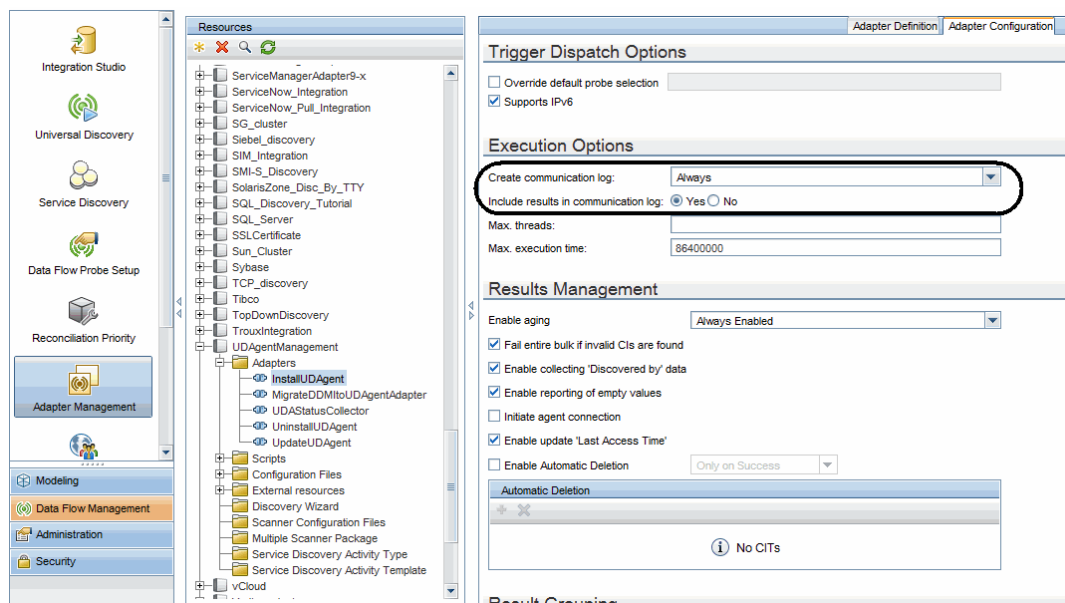 Integration Studio
Universal Discovery
Service Discovery
Data Flow Probe Setup
Reconciliation Priority
Adapter Management
Modeling
Data Flow Management
Administration
Security
Resources
ServiceManagerAdapter9-x
ServiceNow_Integration
ServiceNow_Pull_Integration
SG_cluster
Siebel_discovery
SIM_Integration
SMI-S_Discovery
SolarisZone_Disc_By_TTY
SQL_Discovery_Tutorial
SQL_Server
SSLCertificate
Sun_Cluster
Sybase
TCP_discovery
Tibco
TopDownDiscovery
TrouxIntegration
UDAgentManagement
Adapters
InstallUDAgent
MigrateDDMItoUDAgentAdapter
UDAStatusCollector
UninstallUDAgent
UpdateUDAgent
Scripts
Configuration Files
External resources
Discovery Wizard
Scanner Configuration Files
Multiple Scanner Package
Service Discovery Activity Type
Service Discovery Activity Template
vCloud
Adapter Definition Adapter Configuration
Trigger Dispatch Options
Override default probe selection
Supports IPv6
Execution Options
Create communication log: Always
Include results in communication log: Yes No
Max. threads:
Max. execution time: 86400000
Results Management
Enable aging Always Enabled
Fail entire bulk if invalid CIs are found
Enable collecting 'Discovered by' data
Enable reporting of empty values
Initiate agent connection
Enable update 'Last Access Time'
Enable Automatic Deletion Only on Success
Automatic Deletion
No CITs
Result Grouping